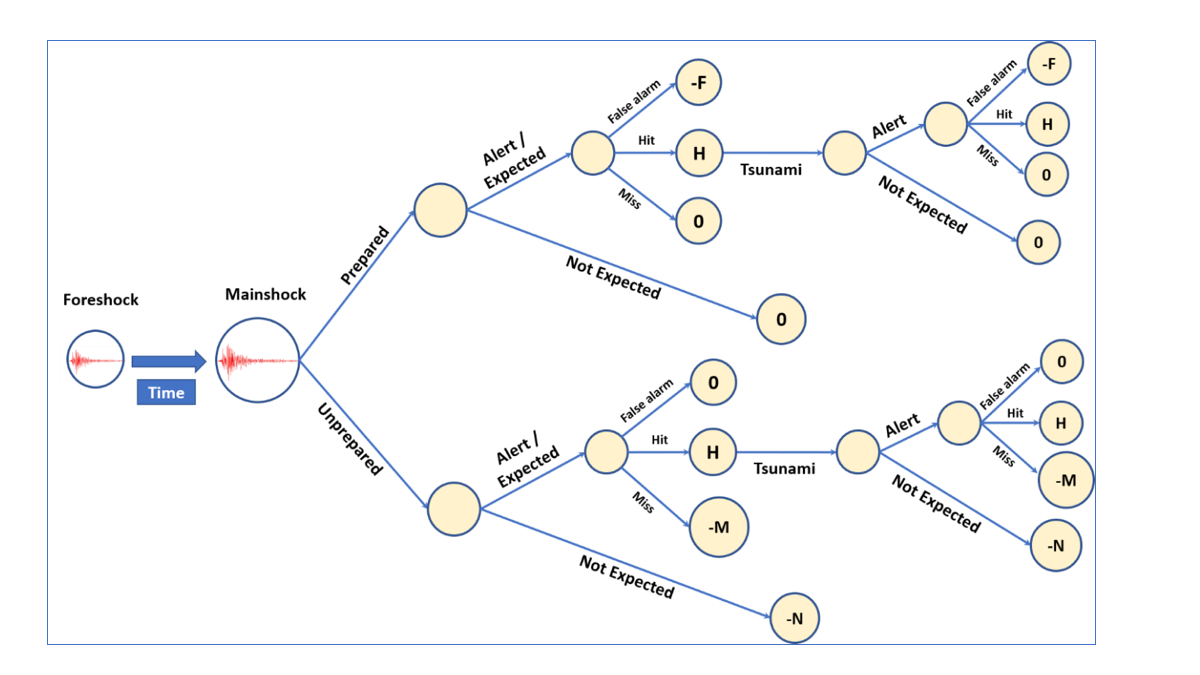 Foreshock
Time
Mainshock
Prepared
Alert /
Expected
False alarm
-F
Hit
H
Miss
0
Tsunami
Alert
False alarm
-F
Hit
H
Miss
0
Not Expected
0
Not Expected
0
Unprepared
Alert /
Expected
False alarm
0
Hit
H
Miss
-M
Tsunami
Alert
False alarm
0
Hit
H
Miss
-M
Not Expected
-N
Not Expected
-N